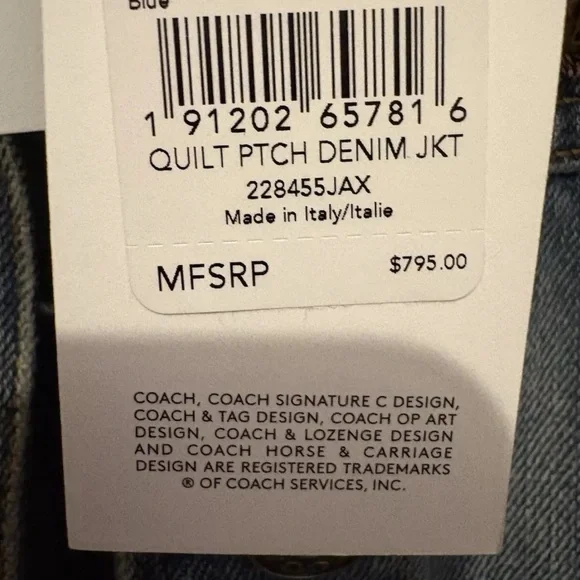 Blue
1 91202 65781 6
QUILT PTCH DENIM JKT
228455JAX
Made in Italy/Italie
MFSRP $795.00
COACH, COACH SIGNATURE C DESIGN,
COACH & TAG DESIGN, COACH OP ART
DESIGN, COACH & LOZENGE DESIGN
AND COACH HORSE & CARRIAGE
DESIGN ARE REGISTERED TRADEMARKS
® OF COACH SERVICES, INC.